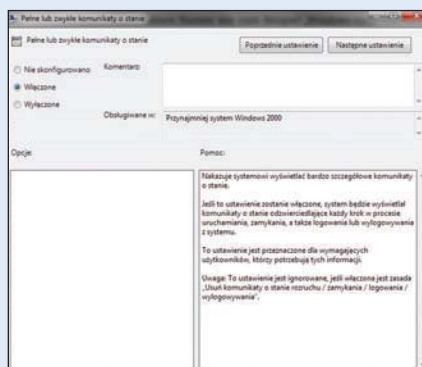 Pełne lub zwykłe komunikaty o stanie
Pełne lub zwykłe komunikaty o stanie
Poprzednie ustawienie
Następne ustawienie
Nie skonfigurowano
Komentarz:
Włączone
Wyłączone
Obsługiwane w:
Przynajmniej system Windows 2000
Opcje:
Pomoc:
Nakazuje systemowi wyświetlać bardzo szczegółowe komunikaty
o stanie.
Jeśli to ustawienie zostanie włączone, system będzie wyświetlał
komunikaty o stanie odzwierciedlające każdy krok w procesie
uruchamiania, zamykania, a także logowania lub wylogowywania
z systemu.
To ustawienie jest przeznaczone dla wymagających
użytkowników, którzy potrzebują tych informacji.
Uwaga: To ustawienie jest ignorowane, jeśli włączona jest zasada
„Usuń komunikaty o stanie rozruchu / zamykania / logowania /
wylogowywania”.